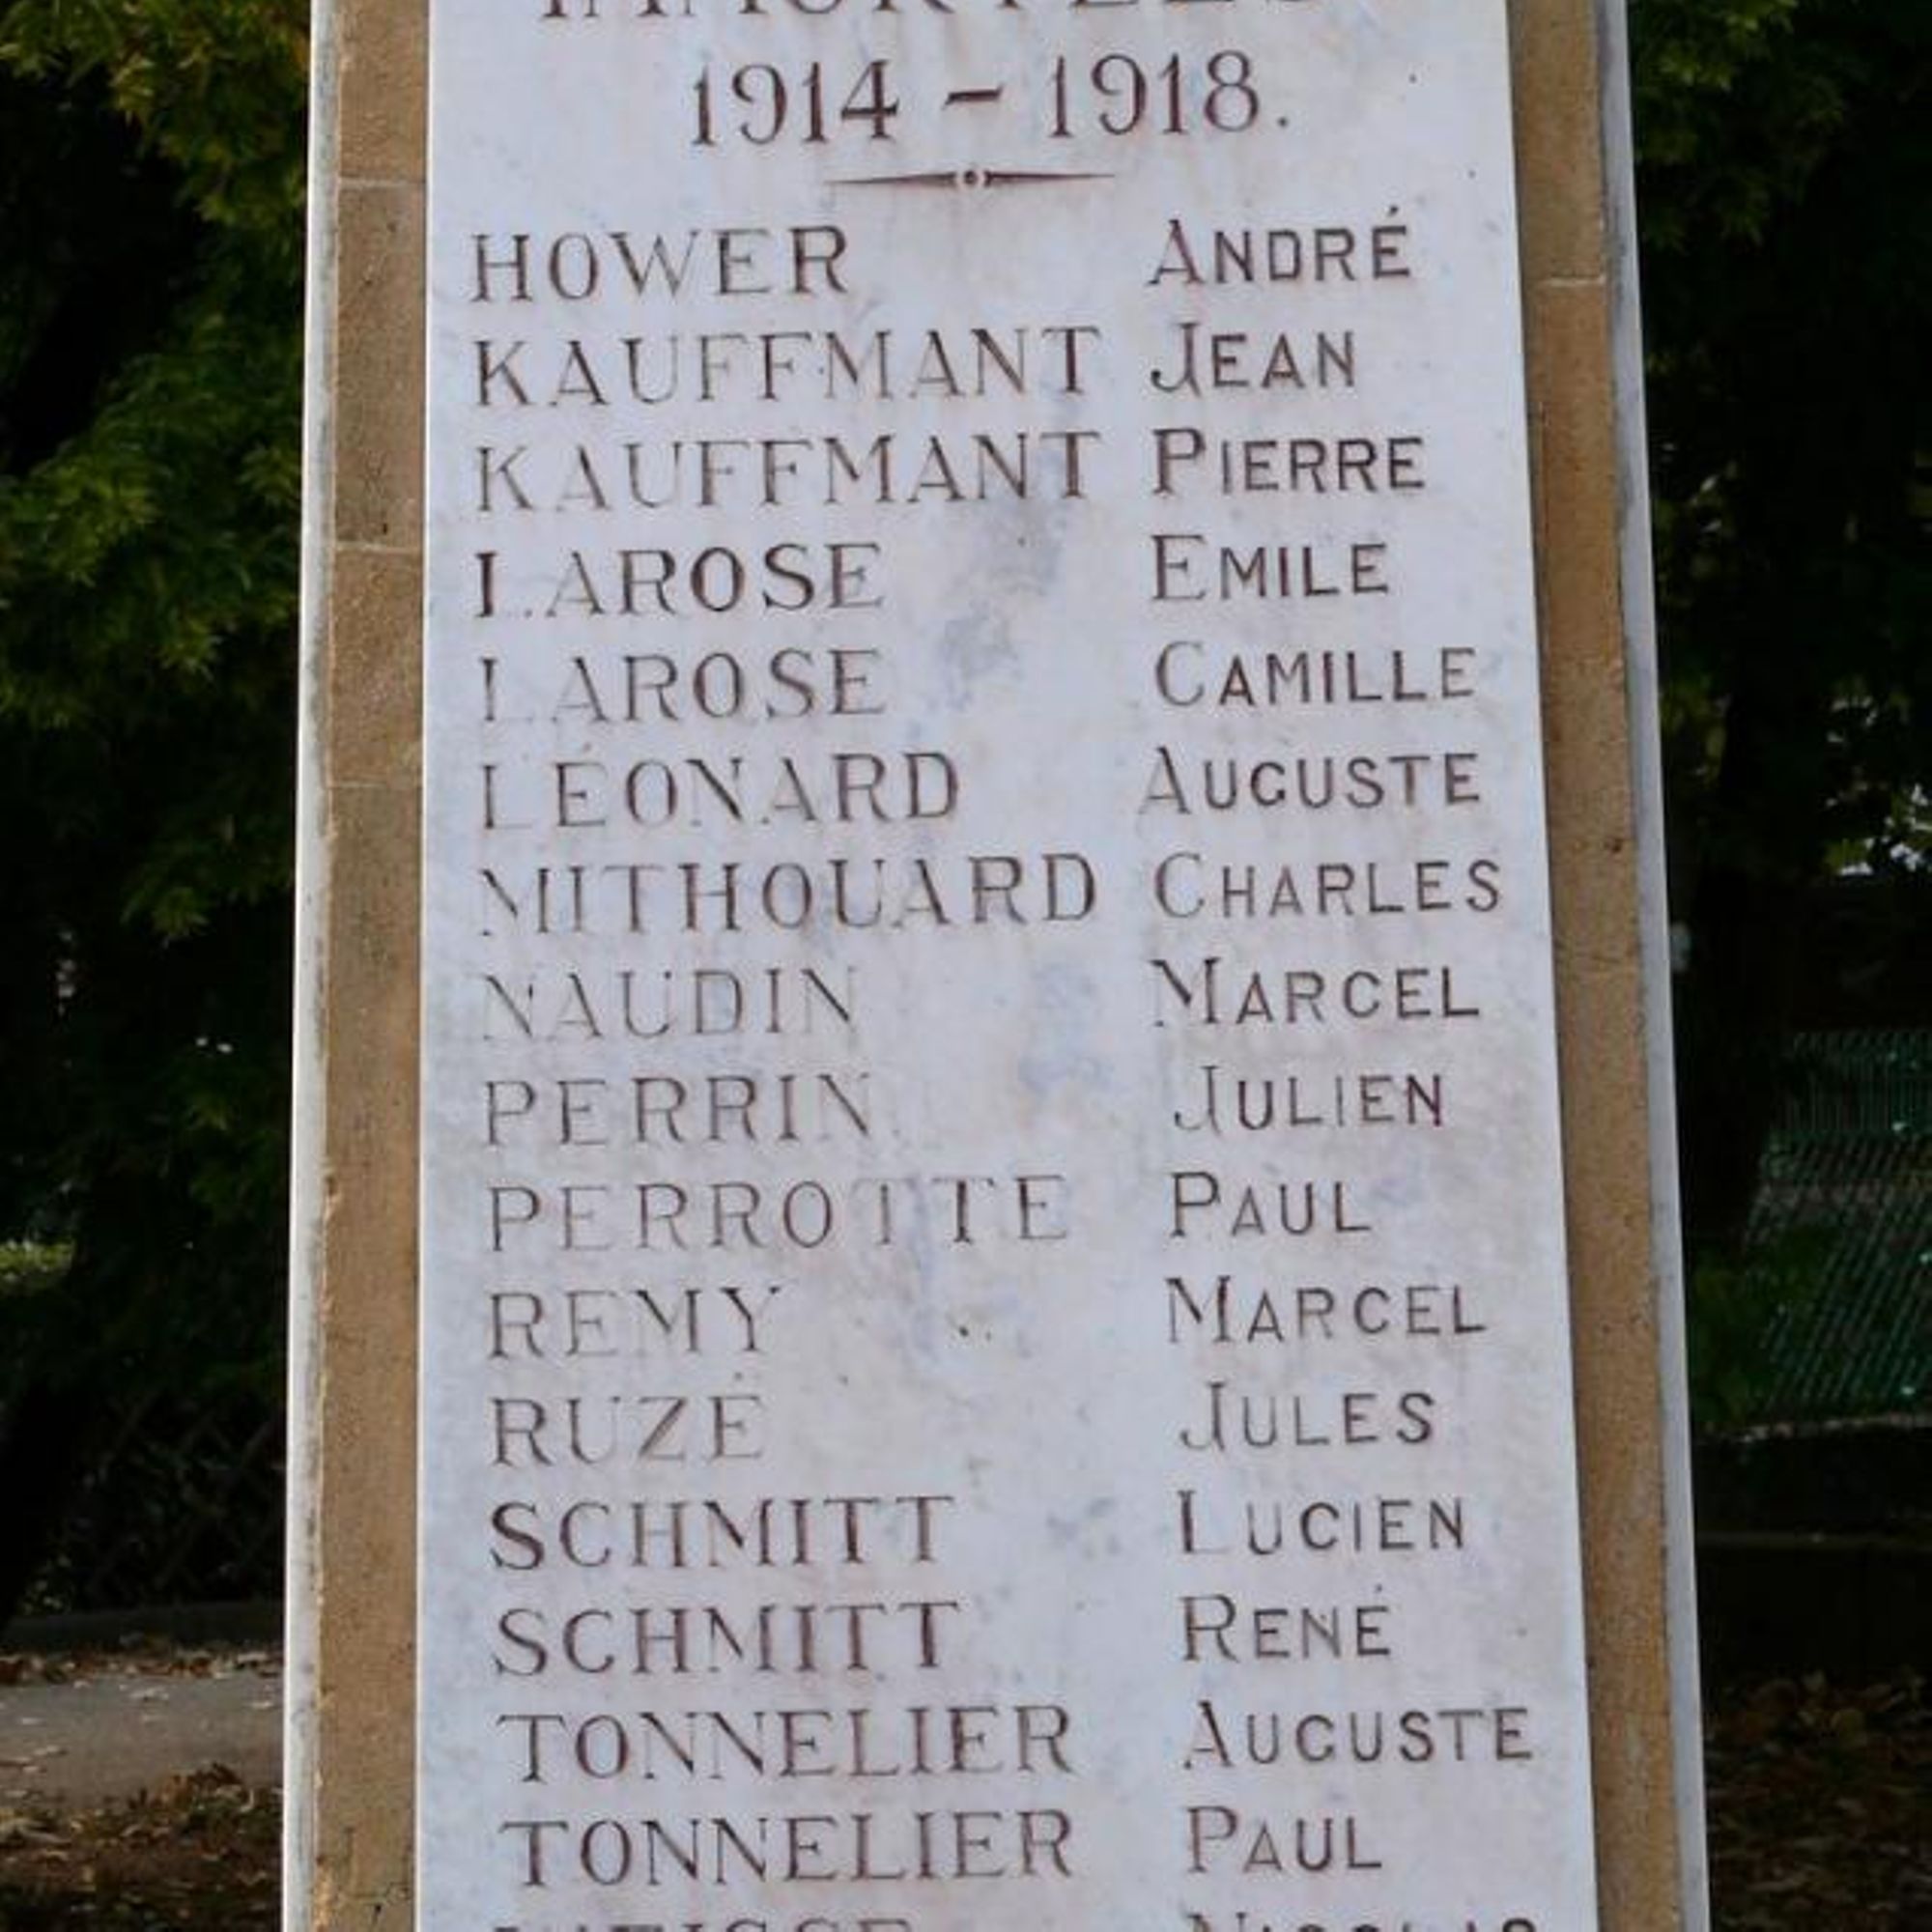 1914 - 1918.
HOWER ANDRÉ
KAUFFMANT JEAN
KAUFFMANT PIERRE
LAROSE EMILE
LAROSE CAMILLE
LÉONARD AUGUSTE
MITHOUARD CHARLES
NAUDIN MARCEL
PERRIN JULIEN
PERROTTE PAUL
REMY MARCEL
RUZÉ JULES
SCHMITT LUCIEN
SCHMITT RENÉ
TONNELIER AUGUSTE
TONNELIER PAUL